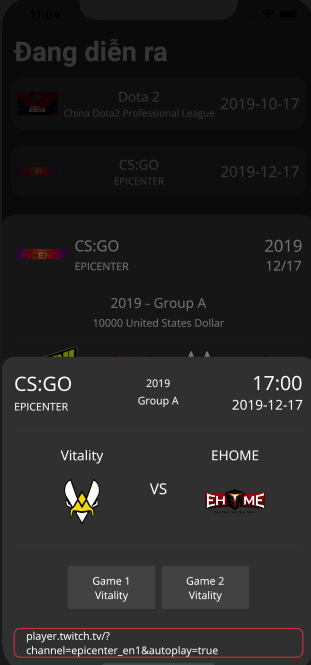 11:04
Đang diễn ra
Dota 2
China Dota2 Professional League
2019-10-17
CS:GO
EPICENTER
2019-12-17
CS:GO
EPICENTER
2019
12/17
2019 - Group A
10000 United States Dollar
CS:GO
EPICENTER
2019
Group A
17:00
2019-12-17
Vitality
VS
EHOME
EHOME
Game 1
Vitality
Game 2
Vitality
player.twitch.tv/?
channel=epicenter_en1&autoplay=true